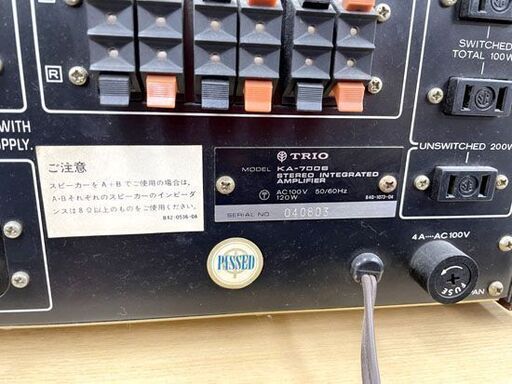 R
SWITCHED
TOTAL 100W
WITH
SUPPLY.
UNSWITCHED 200W
ご注意
スピーカーをA+Bでご使用の場合は、
A・Bそれぞれのスピーカーのインピーダ
ンスは8Ω以上のものをご使用ください。
B42-0536-04
TRIO
MODEL KA-7006
STEREO INTEGRATED
AMPLIFIER
AC100V 50/60Hz
120W
B40-1073-04
SERIAL NO. 040803
PASSED
4A····AC100V
FUSE
PAN